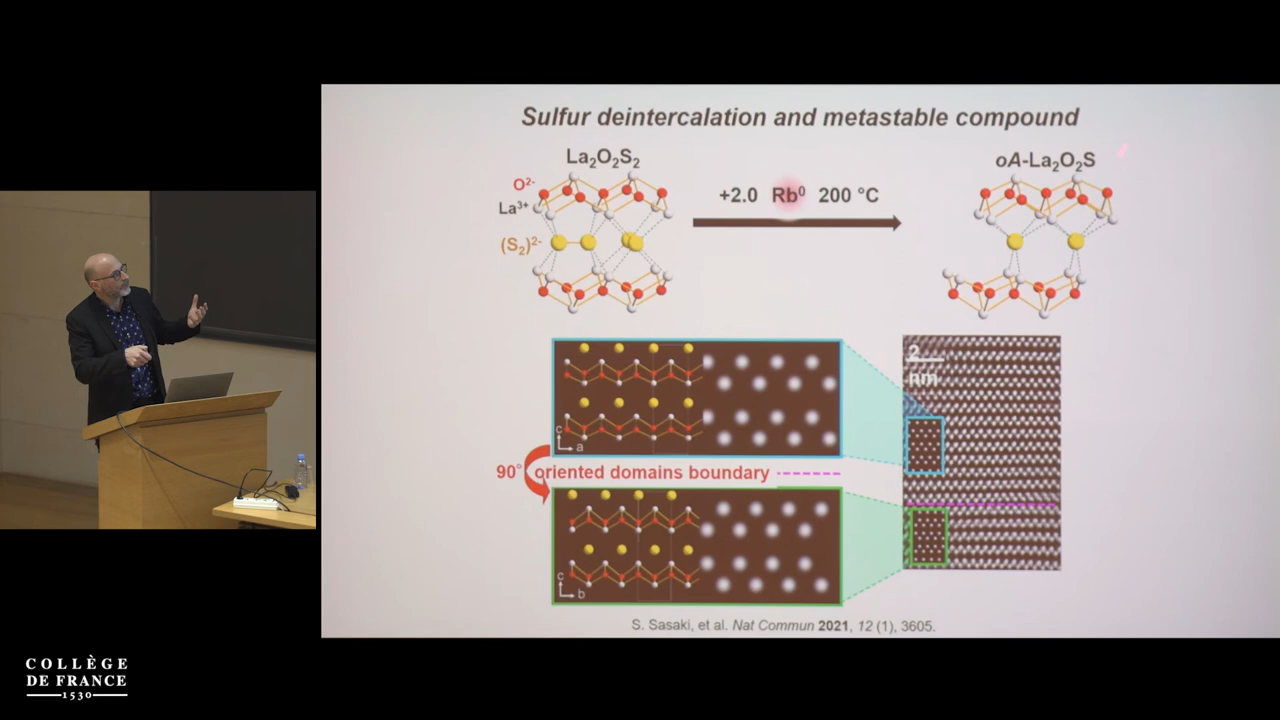 Sulfur deintercalation and metastable compound
La₂O₂S₂
oA-La₂O₂S
O²⁻
La³⁺
(S₂)²⁻
+2.0 Rb⁰ 200 °C
2
nm
c
a
90° oriented domains boundary
c
b
S. Sasaki, et al. Nat Commun 2021, 12 (1), 3605.
COLLÈGE
DE FRANCE
1530